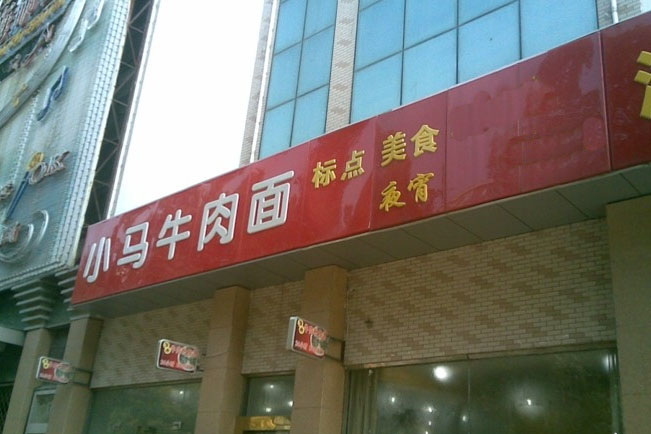 小马牛肉面
标点 美食
夜宵